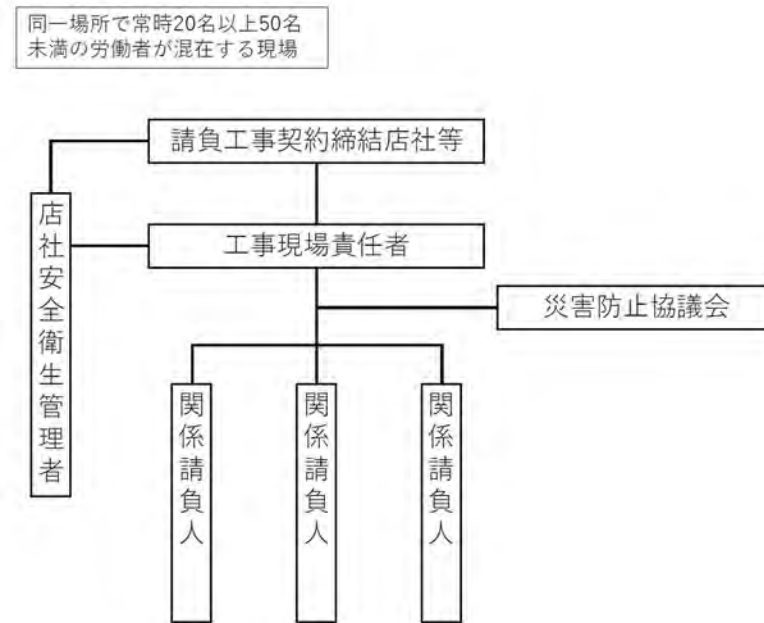 同一場所で常時20名以上50名
未満の労働者が混在する現場
請負工事契約締結店社等
店社安全衛生管理者
工事現場責任者
災害防止協議会
関係請負人
関係請負人
関係請負人